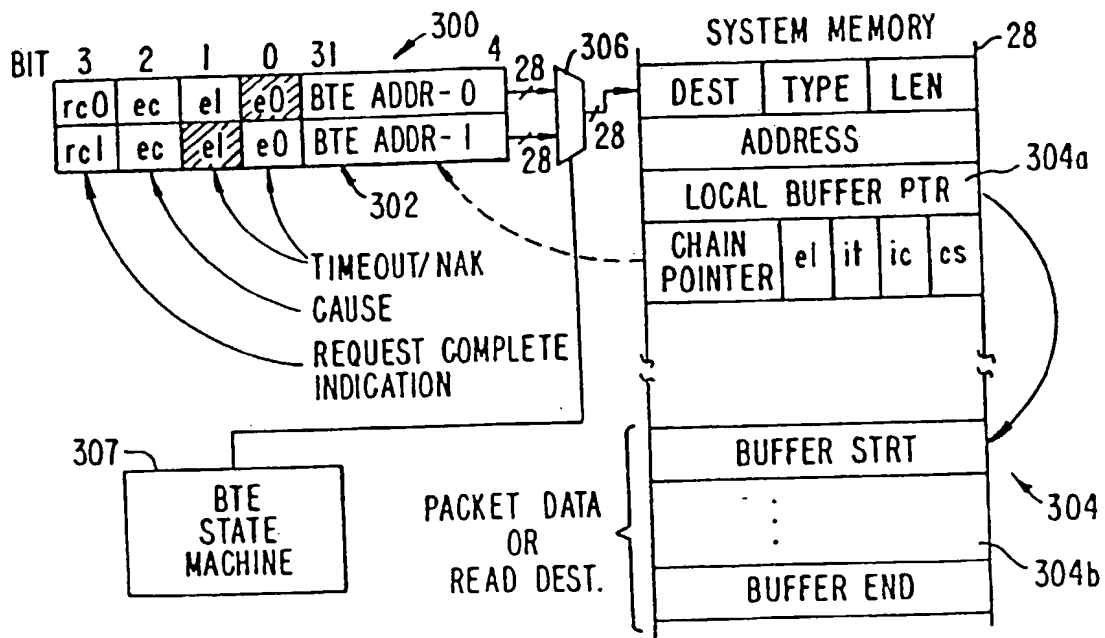 BIT 3 2 1 0 31 300 4
rc0 ec e1 e0 BTE ADDR-0
rc1 ec e1 e0 BTE ADDR-1
28
28
306
28
302
TIMEOUT/NAK
CAUSE
REQUEST COMPLETE
INDICATION
307
BTE
STATE
MACHINE
SYSTEM MEMORY
28
DEST TYPE LEN
ADDRESS
LOCAL BUFFER PTR
304a
CHAIN
POINTER
el it ic cs
BUFFER STRT
304
PACKET DATA
OR
READ DEST.
304b
BUFFER END